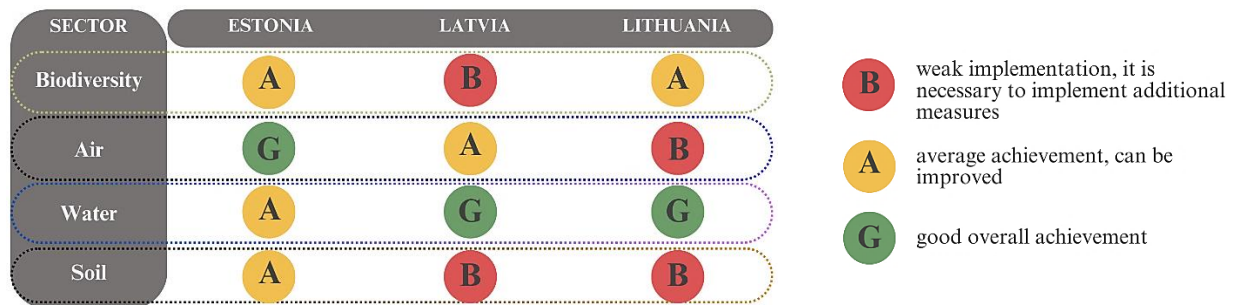 SECTOR ESTONIA LATVIA LITHUANIA
Biodiversity A B A
Air G A B
Water A G G
Soil A B B
B weak implementation, it is
necessary to implement additional
measures
A average achievement, can be
improved
G good overall achievement